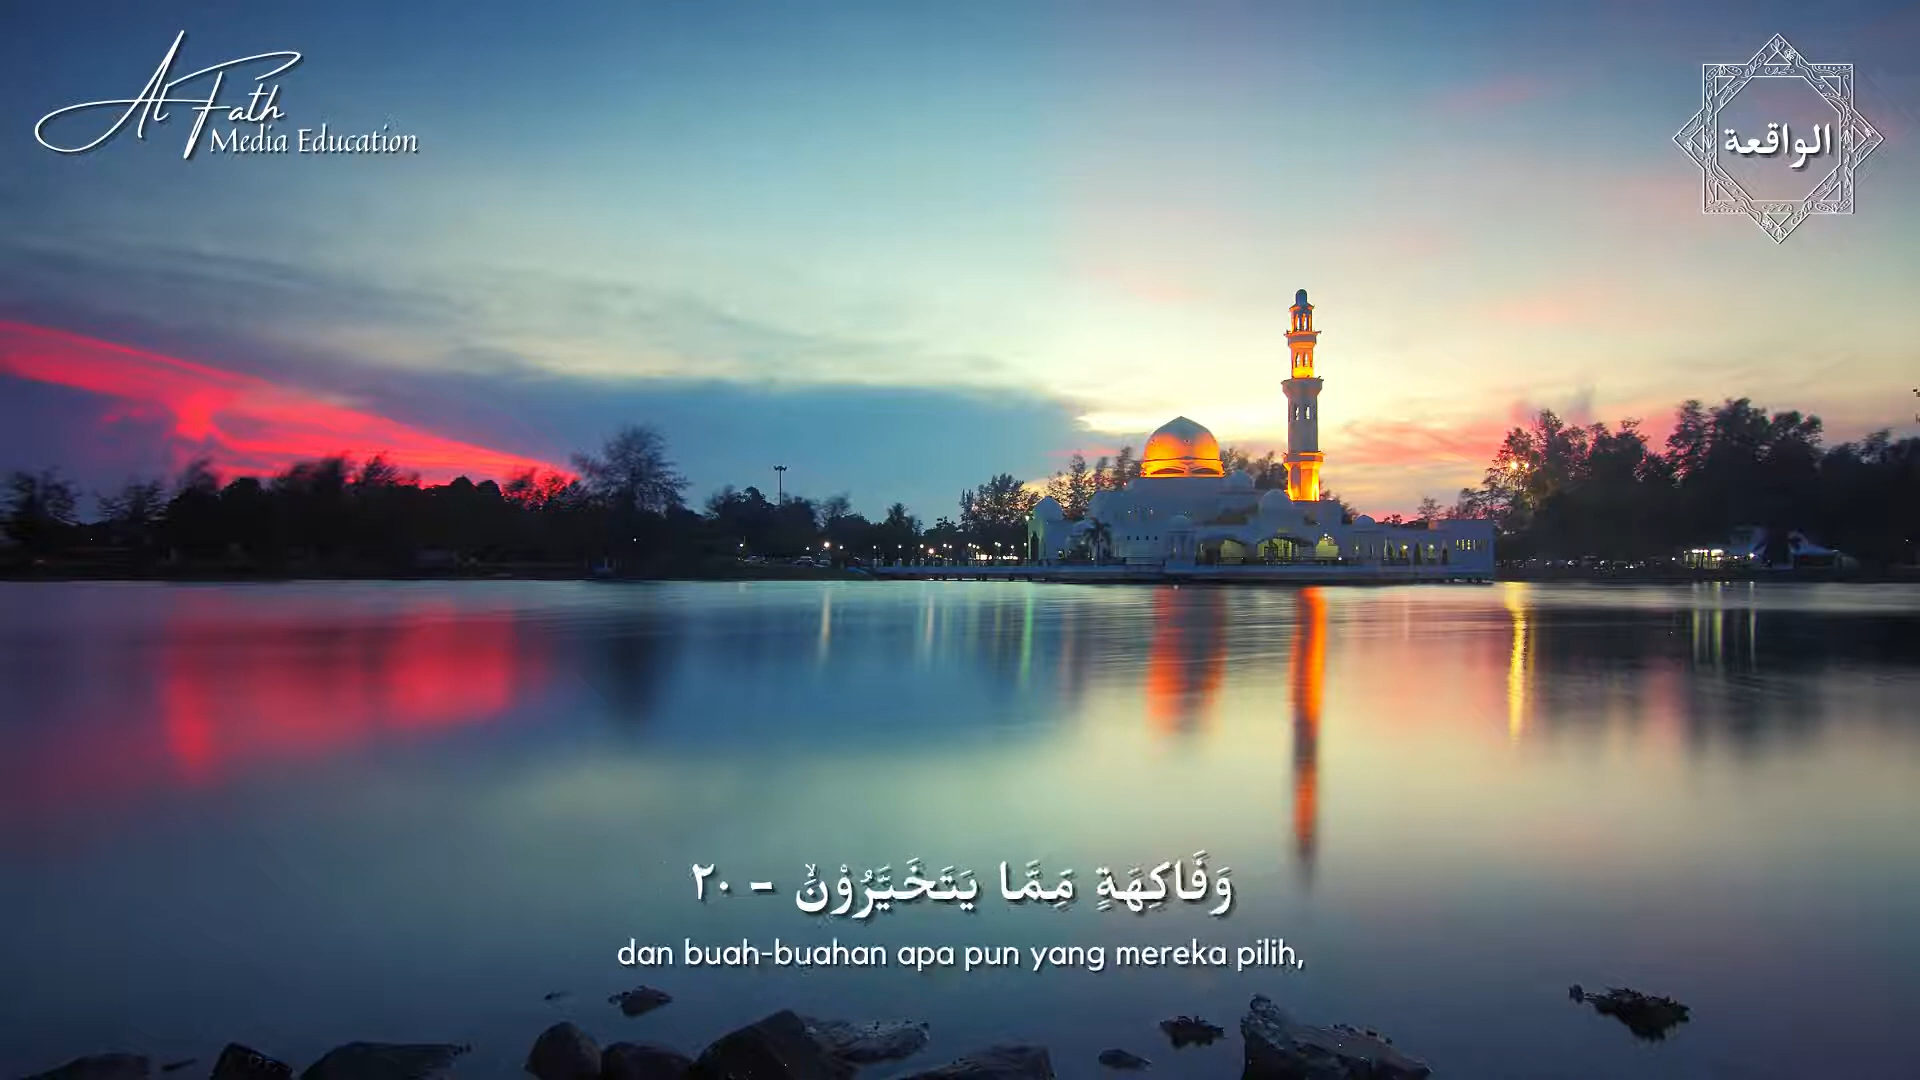 Al Fath
Media Education
الواقعة
وَفَاكِهَةٍ مِمَّا يَتَخَيَّرُوْنَۙ - ٢٠
dan buah-buahan apa pun yang mereka pilih,